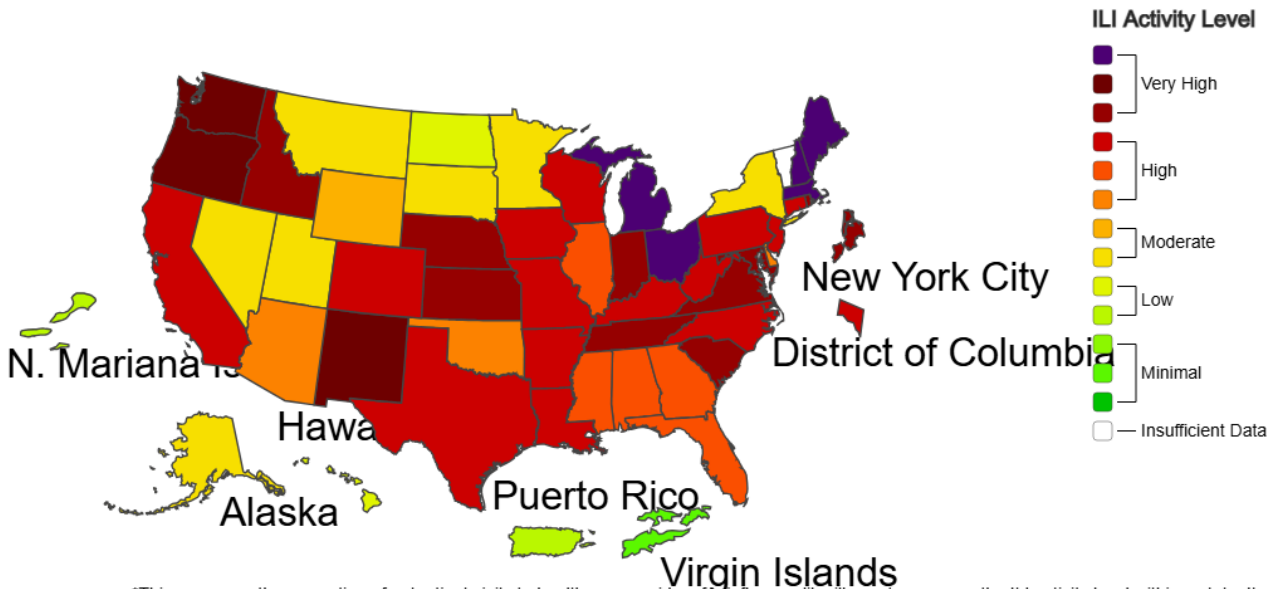 ILI Activity Level
Very High
High
Moderate
Low
Minimal
Insufficient Data
New York City
District of Columbia
N. Mariana Is
Hawa
Alaska
Puerto Rico
Virgin Islands